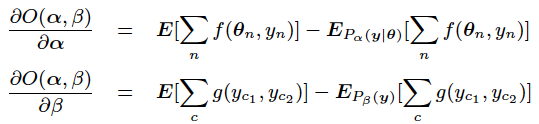 ∂O(α, β)/∂α = E[∑_n f(θ_n, y_n)] − E_{P_α(y|θ)}[∑_n f(θ_n, y_n)]
∂O(α, β)/∂β = E[∑_c g(y_{c_1}, y_{c_2})] − E_{P_β(y)}[∑_c g(y_{c_1}, y_{c_2})]